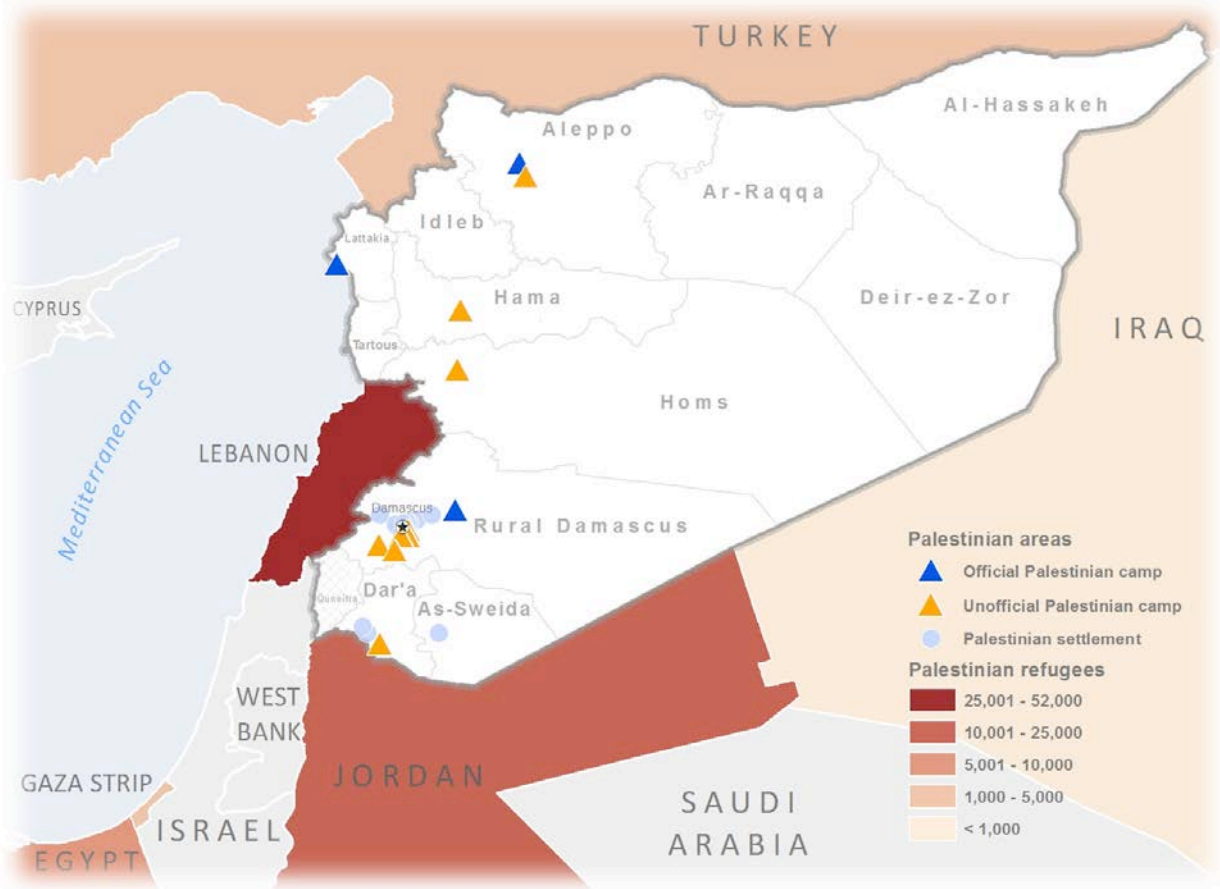 TURKEY
Al-Hassakeh
Aleppo
Ar-Raqqa
Idleb
Lattakia
Hama
Deir-ez-Zor
CYPRUS
IRAQ
Tartous
Mediterranean Sea
Homs
LEBANON
Damascus
Rural Damascus
Dar'a
Quneitra
As-Sweida
WEST
BANK
GAZA STRIP
JORDAN
ISRAEL
EGYPT
SAUDI
ARABIA
Palestinian areas
Official Palestinian camp
Unofficial Palestinian camp
Palestinian settlement
Palestinian refugees
25,001 - 52,000
10,001 - 25,000
5,001 - 10,000
1,000 - 5,000
< 1,000